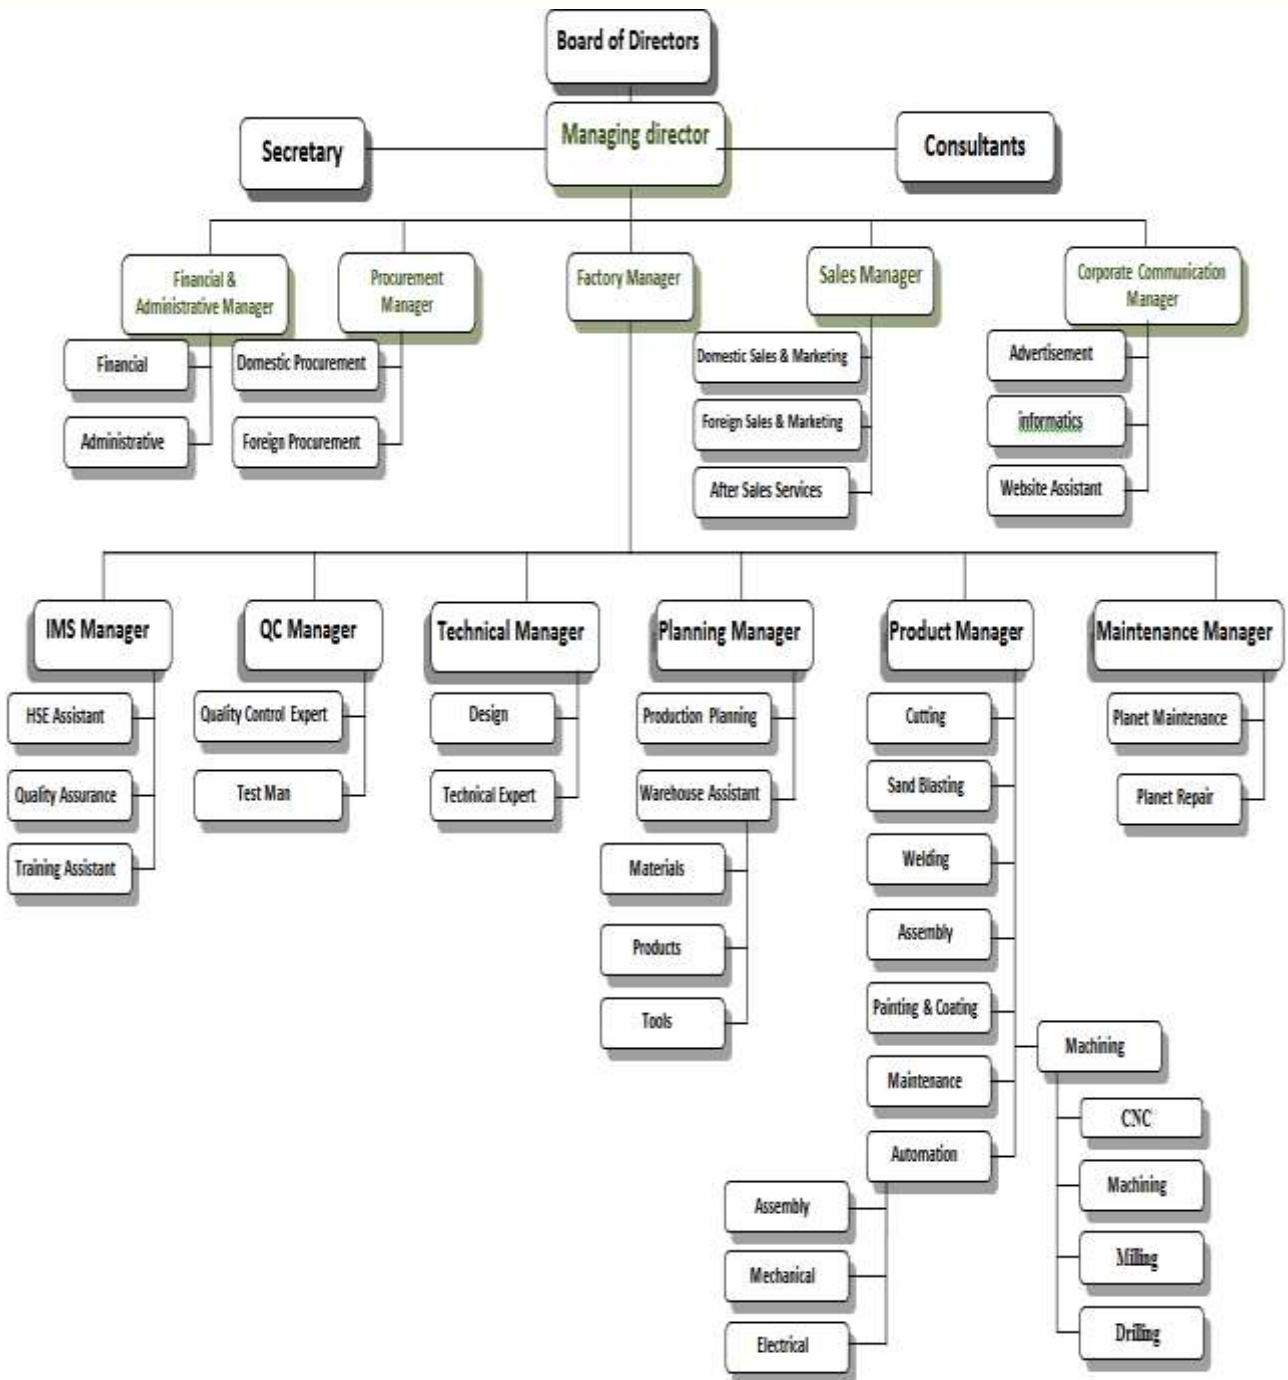 Board of Directors
Managing director
Secretary
Consultants
Financial &
Administrative Manager
Procurement
Manager
Factory Manager
Sales Manager
Corporate Communication
Manager
Financial
Administrative
Domestic Procurement
Foreign Procurement
Domestic Sales & Marketing
Foreign Sales & Marketing
After Sales Services
Advertisement
informatics
Website Assistant
IMS Manager
QC Manager
Technical Manager
Planning Manager
Product Manager
Maintenance Manager
HSE Assistant
Quality Assurance
Training Assistant
Quality Control Expert
Test Man
Design
Technical Expert
Production Planning
Warehouse Assistant
Materials
Products
Tools
Cutting
Sand Blasting
Welding
Assembly
Painting & Coating
Maintenance
Automation
Assembly
Mechanical
Electrical
Machining
CNC
Machining
Milling
Drilling
Planet Maintenance
Planet Repair